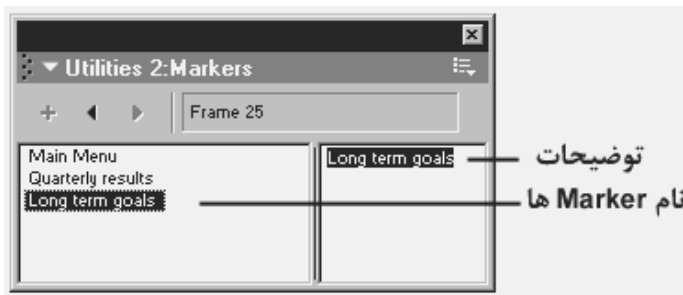 Utilities 2:Markers
Frame 25
Main Menu
Quarterly results
Long term goals
Long term goals
توضیحات
نام Marker ها